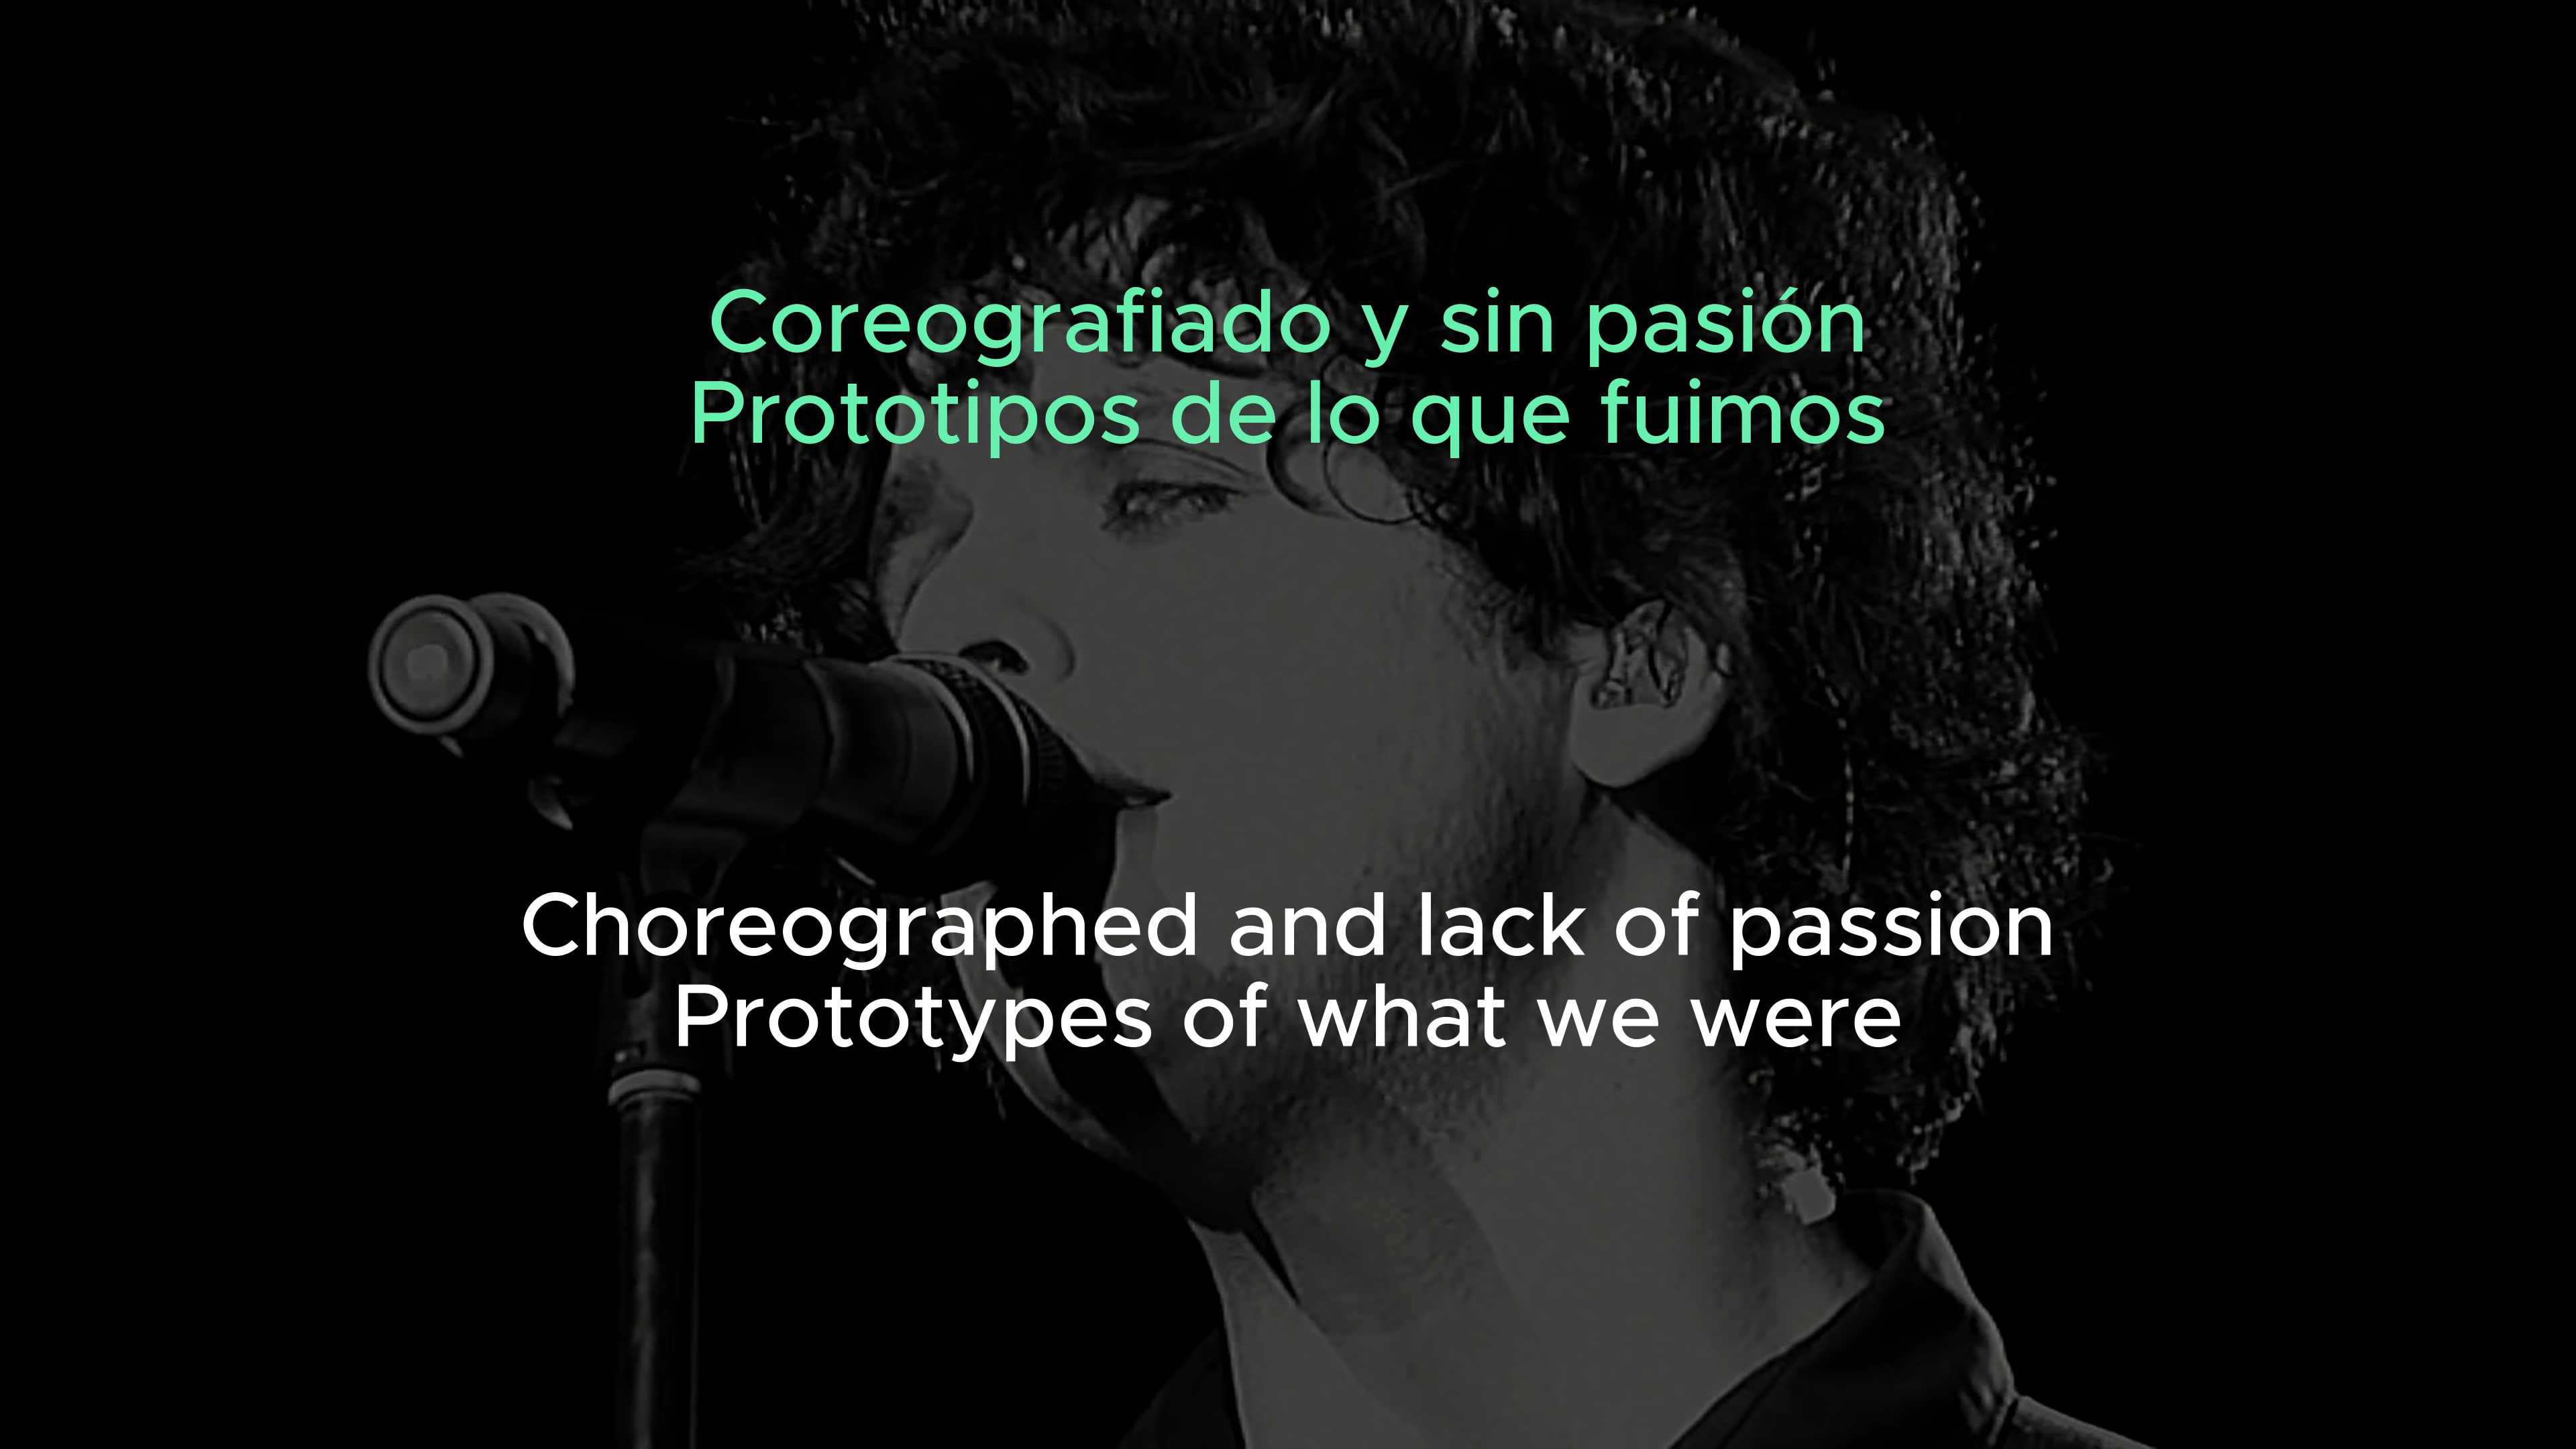 Coreografiado y sin pasión
Prototipos de lo que fuimos
Choreographed and lack of passion
Prototypes of what we were